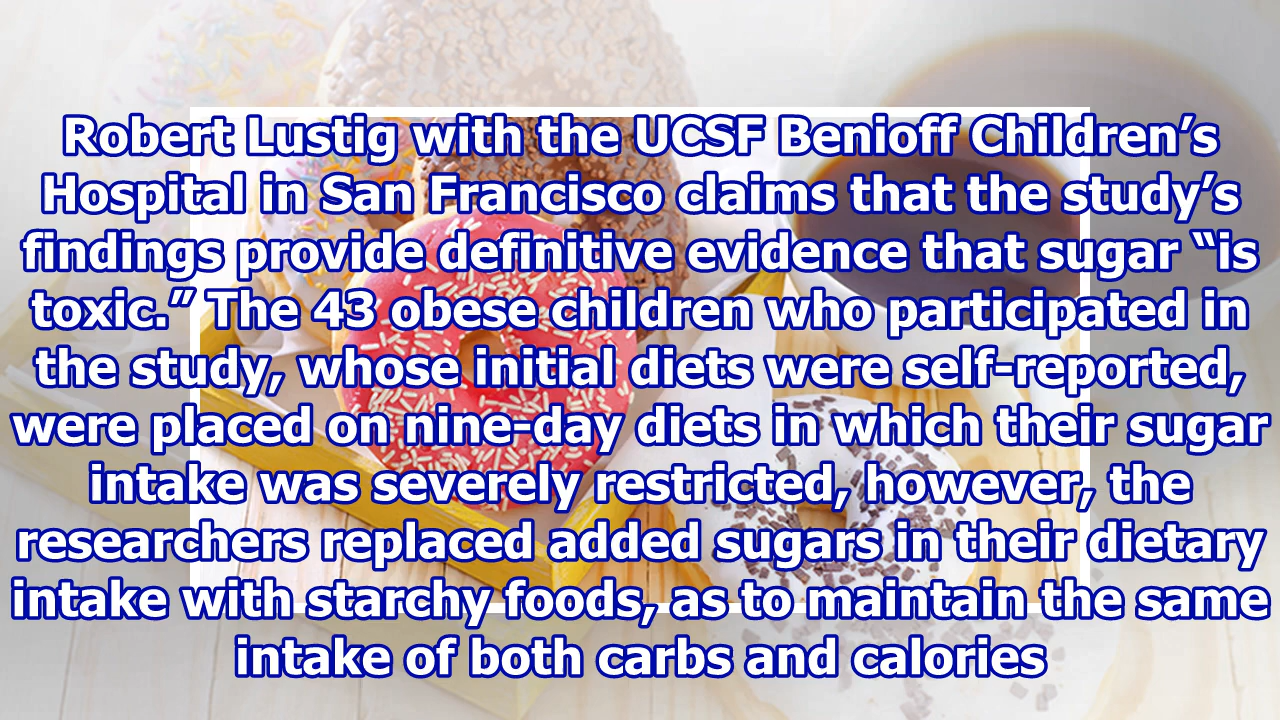 Robert Lustig with the UCSF Benioff Children’s
Hospital in San Francisco claims that the study’s
findings provide definitive evidence that sugar “is
toxic.” The 43 obese children who participated in
the study, whose initial diets were self-reported,
were placed on nine-day diets in which their sugar
intake was severely restricted, however, the
researchers replaced added sugars in their dietary
intake with starchy foods, as to maintain the same
intake of both carbs and calories